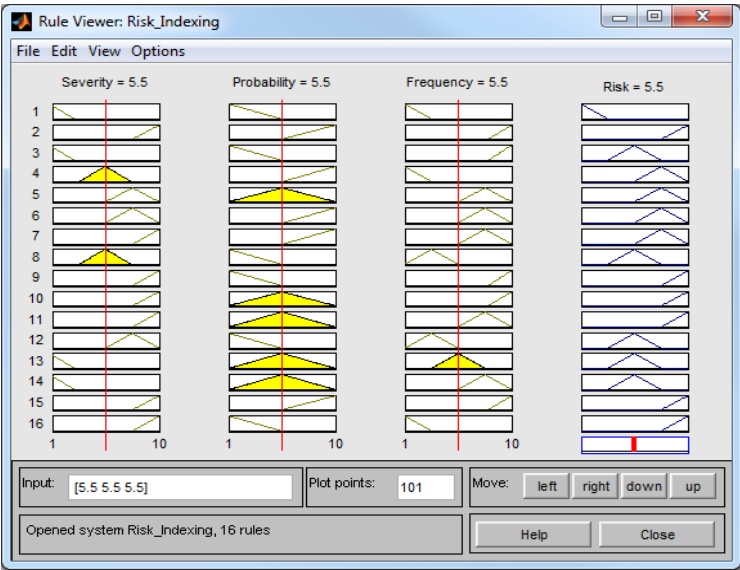 Rule Viewer: Risk_Indexing
File Edit View Options
Severity = 5.5 Probability = 5.5 Frequency = 5.5 Risk = 5.5
1
2
3
4
5
6
7
8
9
10
11
12
13
14
15
16
1 10 1 10 1 10
Input: [5.5 5.5 5.5] Plot points: 101 Move: left right down up
Opened system Risk_Indexing, 16 rules Help Close